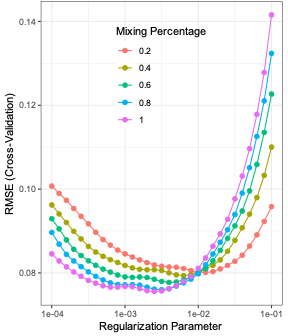 Mixing Percentage
0.2
0.4
0.6
0.8
1
RMSE (Cross-Validation)
0.14
0.12
0.10
0.08
1e-04
1e-03
1e-02
1e-01
Regularization Parameter